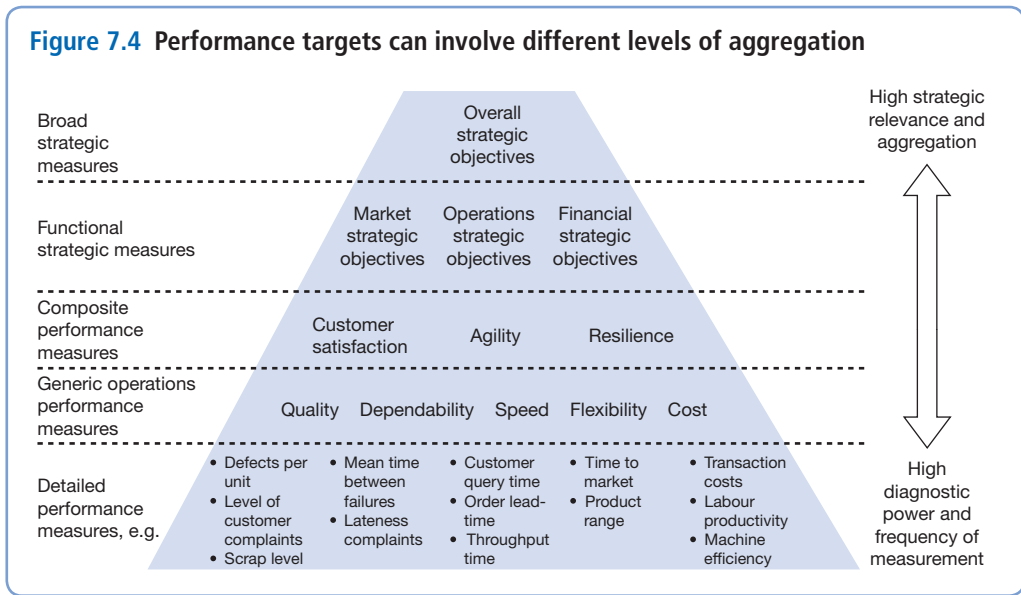 Figure 7.4 Performance targets can involve different levels of aggregation
Broad
strategic
measures
Overall
strategic
objectives
High strategic
relevance and
aggregation
Functional
strategic measures
Market
strategic
objectives
Operations
strategic
objectives
Financial
strategic
objectives
Composite
performance
measures
Customer
satisfaction
Agility
Resilience
Generic operations
performance
measures
Quality
Dependability
Speed
Flexibility
Cost
Detailed
performance
measures, e.g.
• Defects per
unit
• Level of
customer
complaints
• Scrap level
• Mean time
between
failures
• Lateness
complaints
• Customer
query time
• Order lead-
time
• Throughput
time
• Time to
market
• Product
range
• Transaction
costs
• Labour
productivity
• Machine
efficiency
High
diagnostic
power and
frequency of
measurement